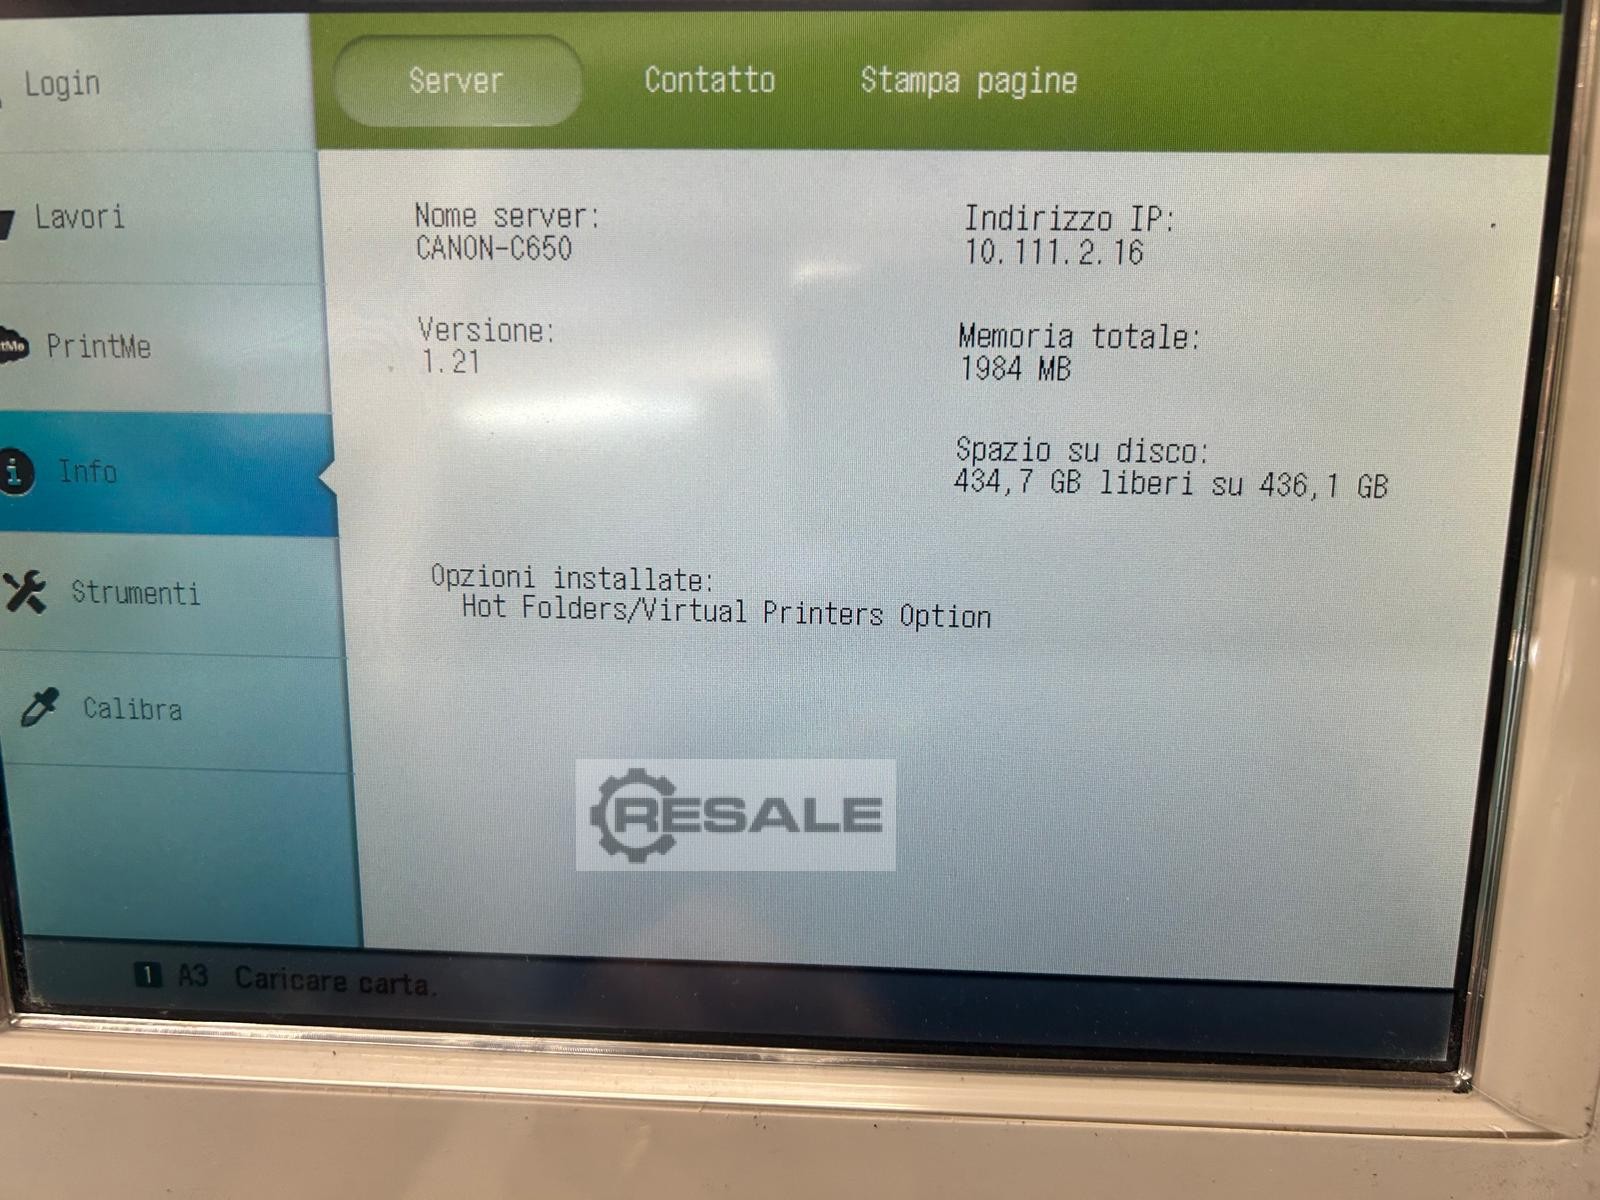 Login
Lavori
PrintMe
Info
Strumenti
Calibra
Server Contatto Stampa pagine
Nome server:
CANON-C650
Indirizzo IP:
10.111.2.16
Versione:
1.21
Memoria totale:
1984 MB
Spazio su disco:
434,7 GB liberi su 436,1 GB
Opzioni installate:
Hot Folders/Virtual Printers Option
RESALE
1 A3 Caricare carta.